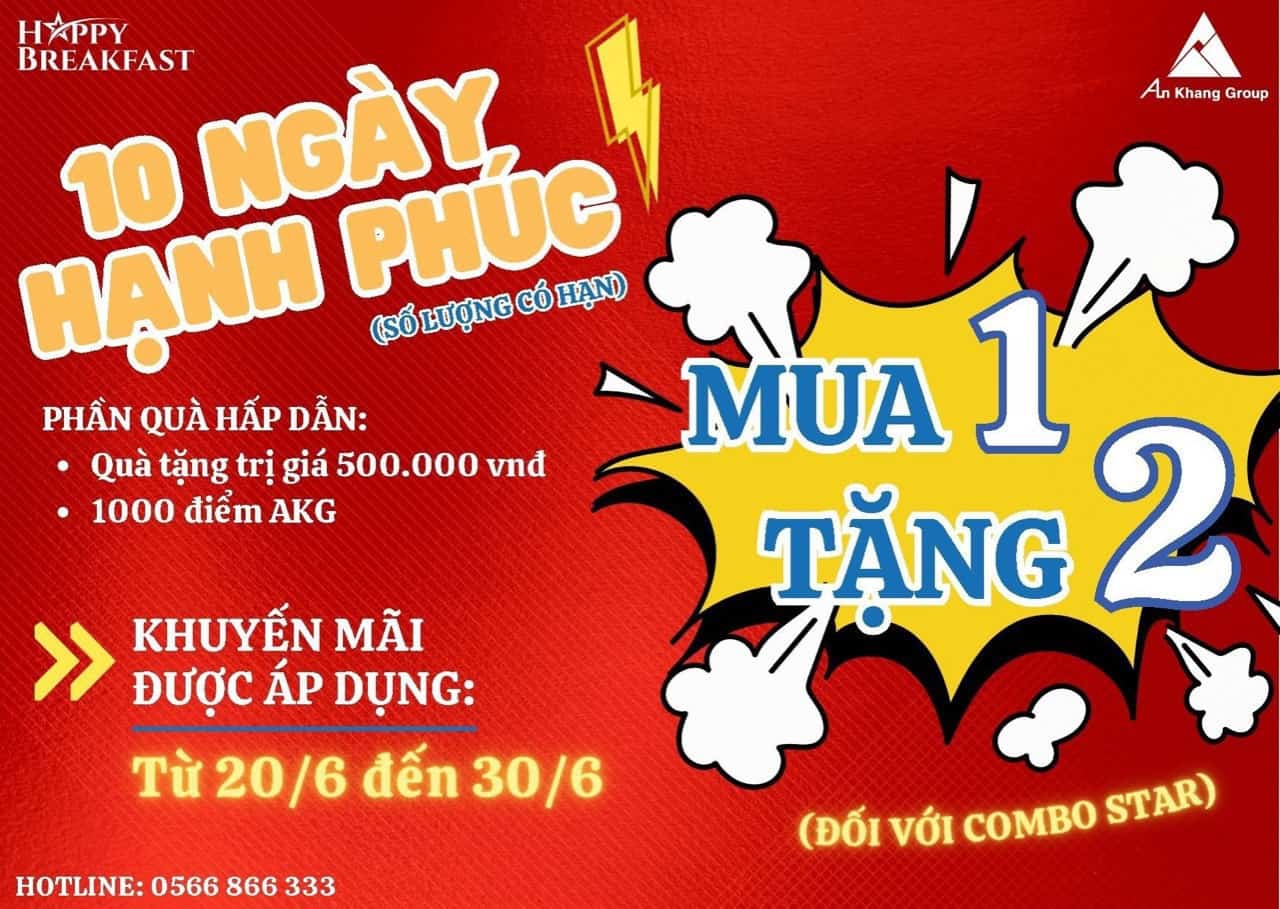 HAPPY
BREAKFAST
An Khang Group
10 NGÀY
HẠNH PHÚC
(SỐ LƯỢNG CÓ HẠN)
PHẦN QUÀ HẤP DẪN:
• Quà tặng trị giá 500.000 vnđ
• 1000 điểm AKG
MUA 1
TẶNG 2
KHUYẾN MÃI
ĐƯỢC ÁP DỤNG:
Từ 20/6 đến 30/6
(ĐỐI VỚI COMBO STAR)
HOTLINE: 0566 866 333